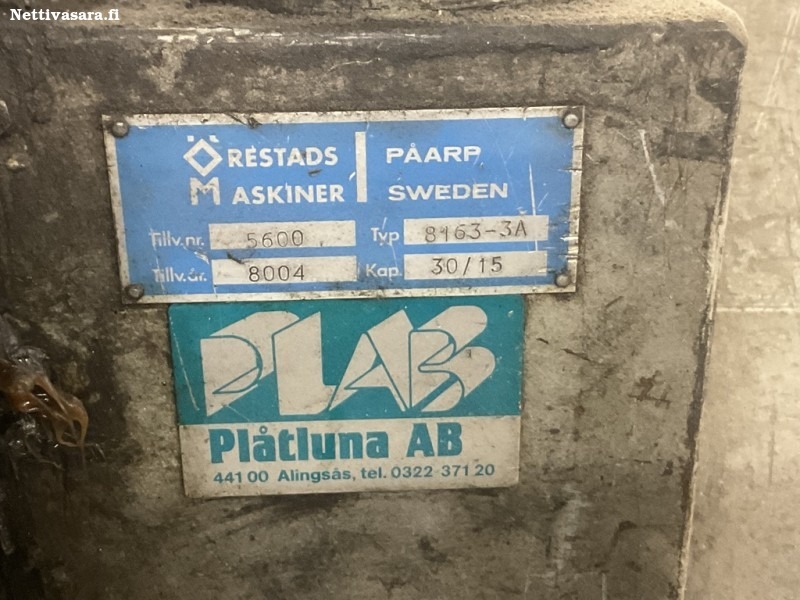 Nettivasara.fi
ÖRESTADS PÅARP
MASKINER SWEDEN
Tillv.nr. 5600 Typ 8163-3A
Tillv.år. 8004 Kap. 30/15
PLAB
Plåtluna AB
441 00 Alingsås, tel. 0322 371 20